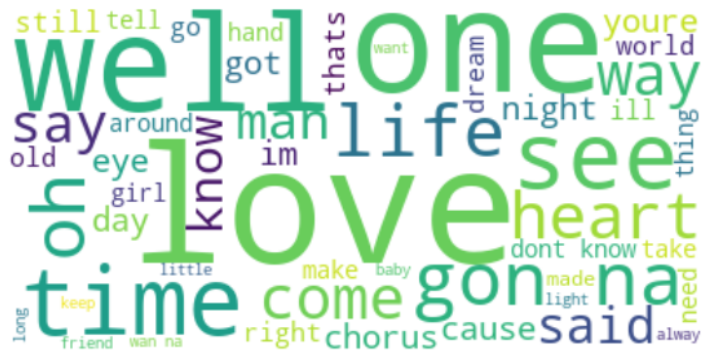 still tell go hand thats want dream youre
well one world
got way
say around man life night ill thing
old eye know im see
oh girl love heart
day dont know take
time little make baby gon na need
keep come made light
long right chorus cause said alway
friend wan na